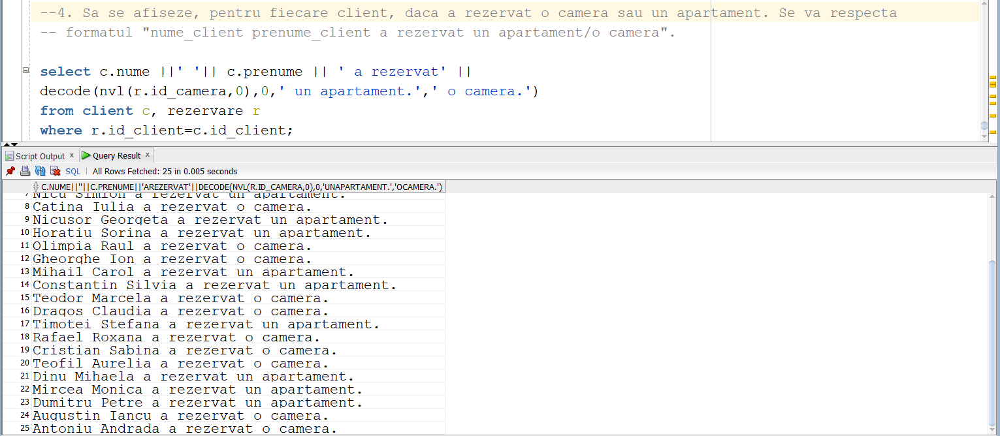 --4. Sa se afiseze, pentru fiecare client, daca a rezervat o camera sau un apartament. Se va respecta
-- formatul "nume_client prenume_client a rezervat un apartament/o camera".
select c.nume ||' '|| c.prenume || ' a rezervat' ||
decode(nvl(r.id_camera,0),0,' un apartament.',' o camera.')
from client c, rezervare r
where r.id_client=c.id_client;
Script Output x Query Result x
SQL | All Rows Fetched: 25 in 0.005 seconds
C.NUME||''||C.PRENUME||'AREZERVAT'||DECODE(NVL(R.ID_CAMERA,0),0,'UNAPARTAMENT.','OCAMERA.')
7 Nicu Simion a rezervat un apartament.
8 Catina Iulia a rezervat o camera.
9 Nicusor Georgeta a rezervat un apartament.
10 Horatiu Sorina a rezervat un apartament.
11 Olimpia Raul a rezervat o camera.
12 Gheorghe Ion a rezervat o camera.
13 Mihail Carol a rezervat un apartament.
14 Constantin Silvia a rezervat un apartament.
15 Teodor Marcela a rezervat o camera.
16 Dragos Claudia a rezervat o camera.
17 Timotei Stefana a rezervat un apartament.
18 Rafael Roxana a rezervat o camera.
19 Cristian Sabina a rezervat o camera.
20 Teofil Aurelia a rezervat o camera.
21 Dinu Mihaela a rezervat un apartament.
22 Mircea Monica a rezervat un apartament.
23 Dumitru Petre a rezervat un apartament.
24 Augustin Iancu a rezervat o camera.
25 Antoniu Andrada a rezervat o camera.